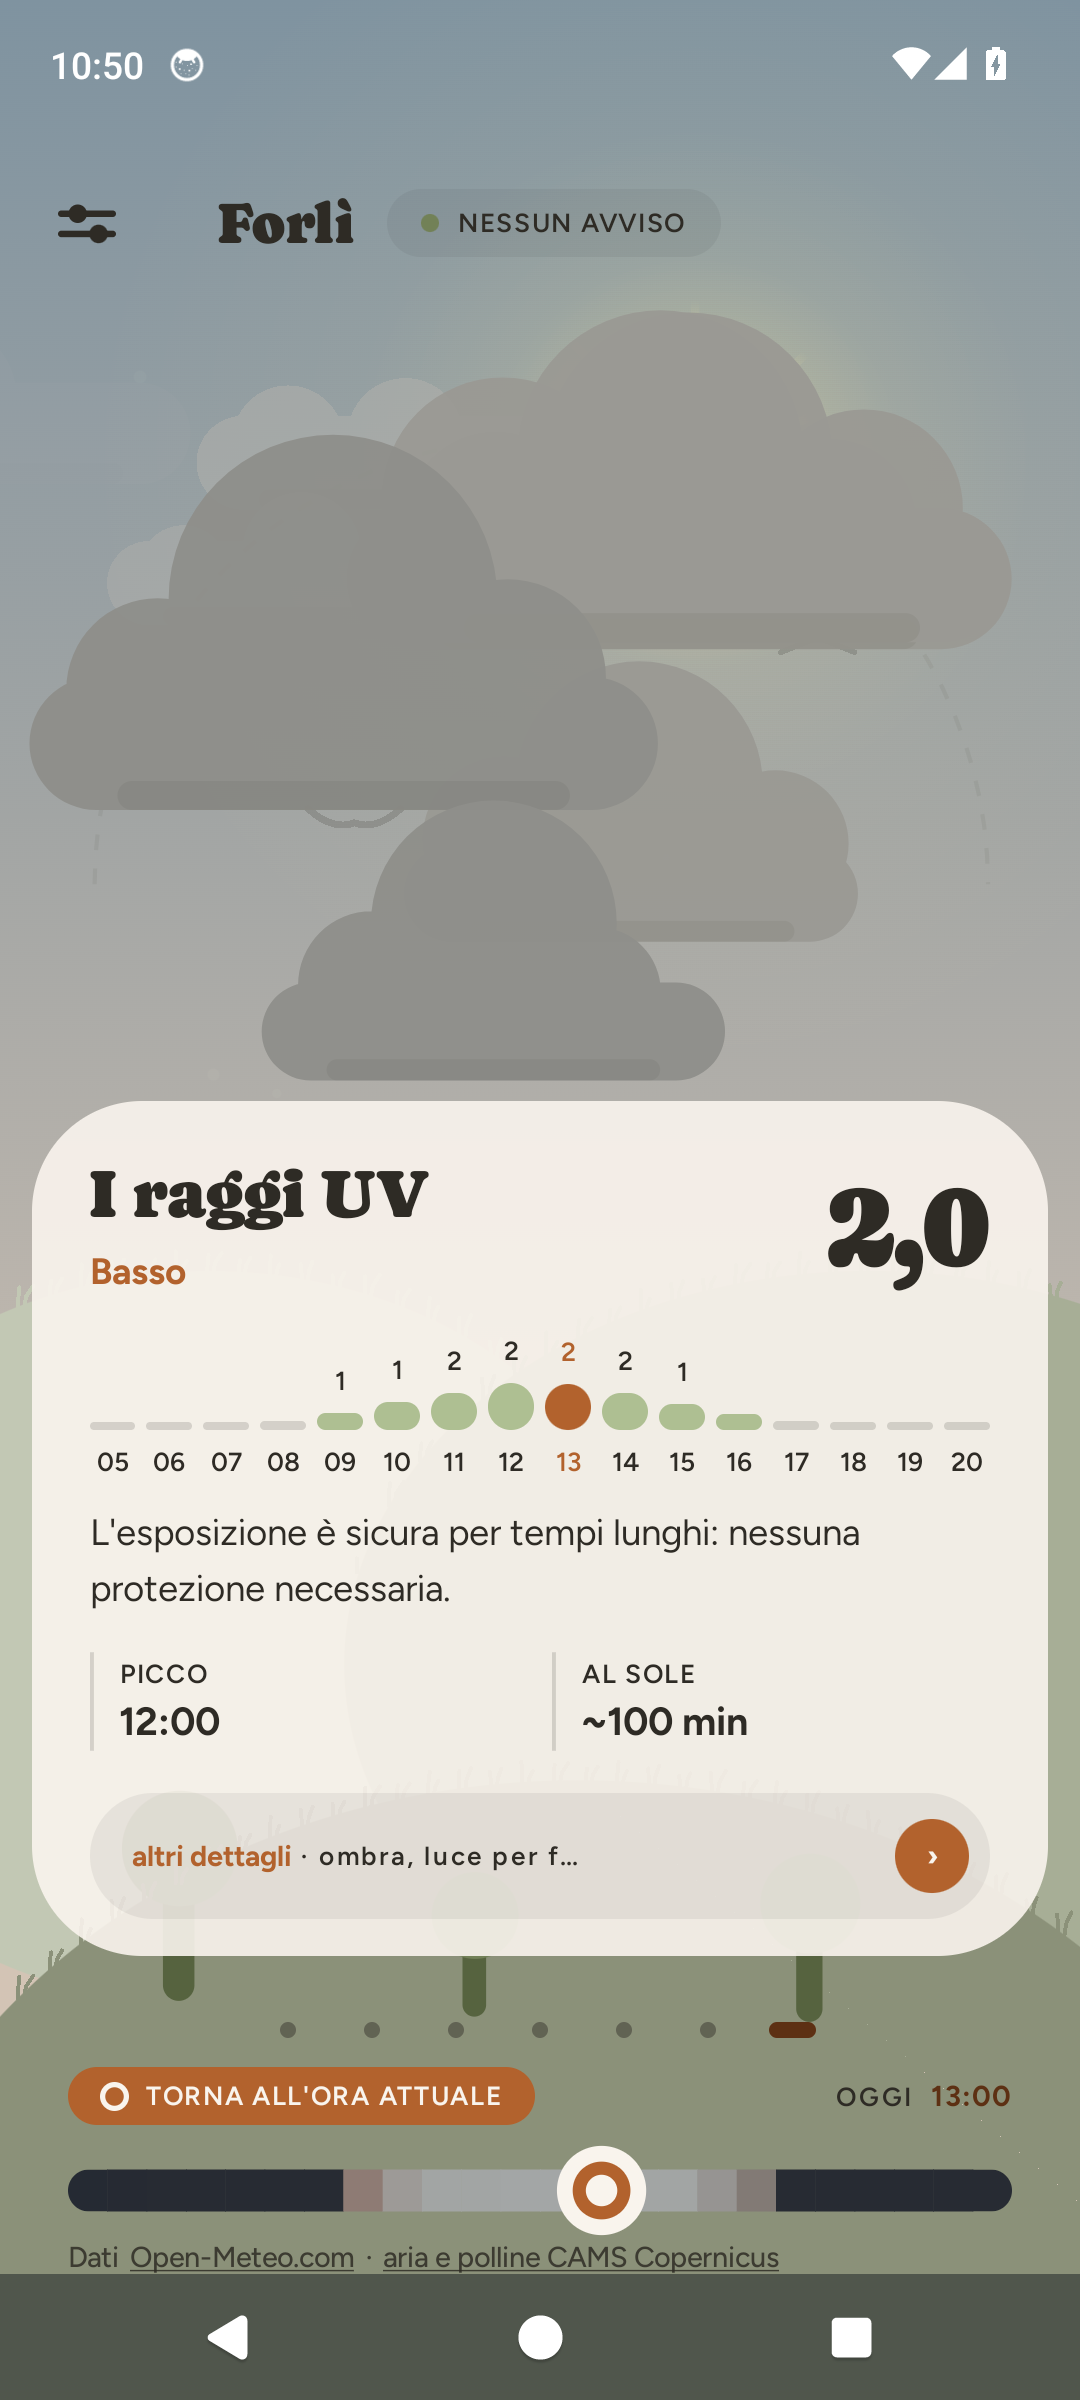 10:50
Forlì
NESSUN AVVISO
I raggi UV
2,0
Basso
1 1 2 2 2 2 1
05 06 07 08 09 10 11 12 13 14 15 16 17 18 19 20
L'esposizione è sicura per tempi lunghi: nessuna
protezione necessaria.
PICCO
12:00
AL SOLE
~100 min
altri dettagli · ombra, luce per f…
TORNA ALL'ORA ATTUALE
OGGI 13:00
Dati Open-Meteo.com · aria e polline CAMS Copernicus